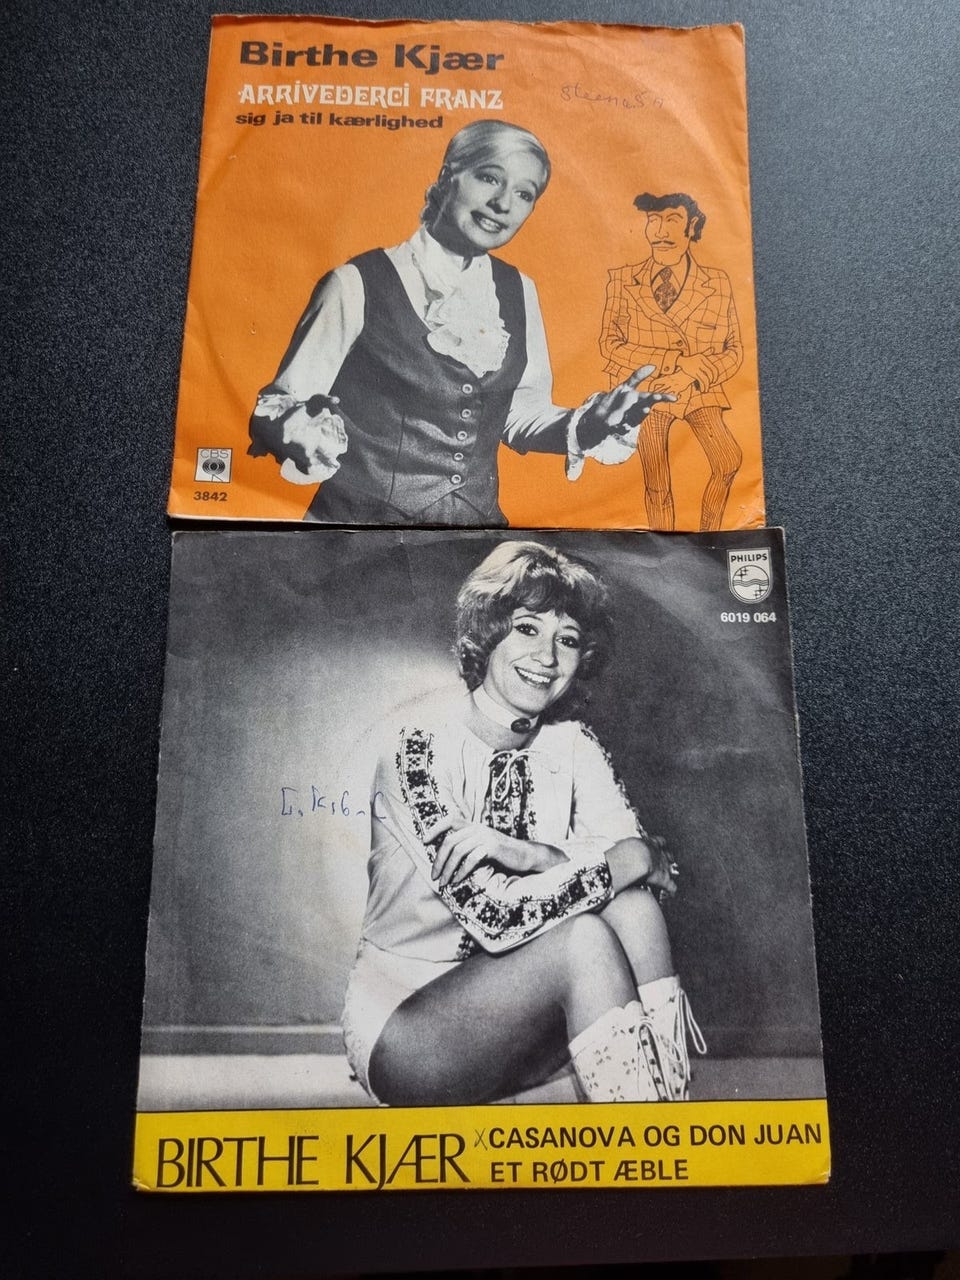 Birthe Kjær
ARRIVEDERCI FRANZ
sig ja til kærlighed
CBS
3842
PHILIPS
6019 064
BIRTHE KJÆR
xCASANOVA OG DON JUAN
ET RØDT ÆBLE